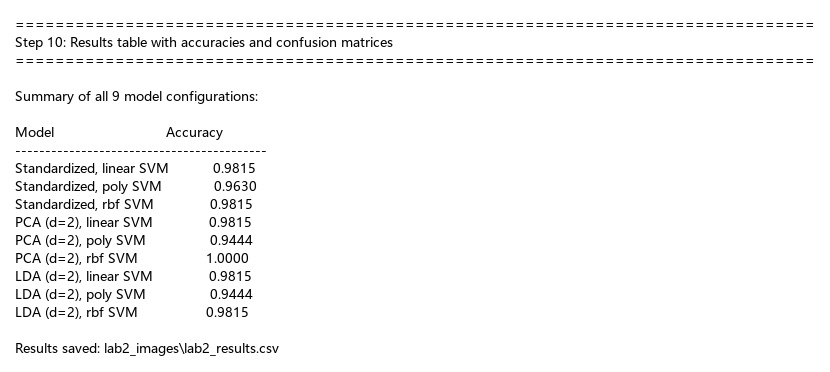 ================================================================================
Step 10: Results table with accuracies and confusion matrices
================================================================================
Summary of all 9 model configurations:
Model Accuracy
------------------------------------------
Standardized, linear SVM 0.9815
Standardized, poly SVM 0.9630
Standardized, rbf SVM 0.9815
PCA (d=2), linear SVM 0.9815
PCA (d=2), poly SVM 0.9444
PCA (d=2), rbf SVM 1.0000
LDA (d=2), linear SVM 0.9815
LDA (d=2), poly SVM 0.9444
LDA (d=2), rbf SVM 0.9815
Results saved: lab2_images\lab2_results.csv